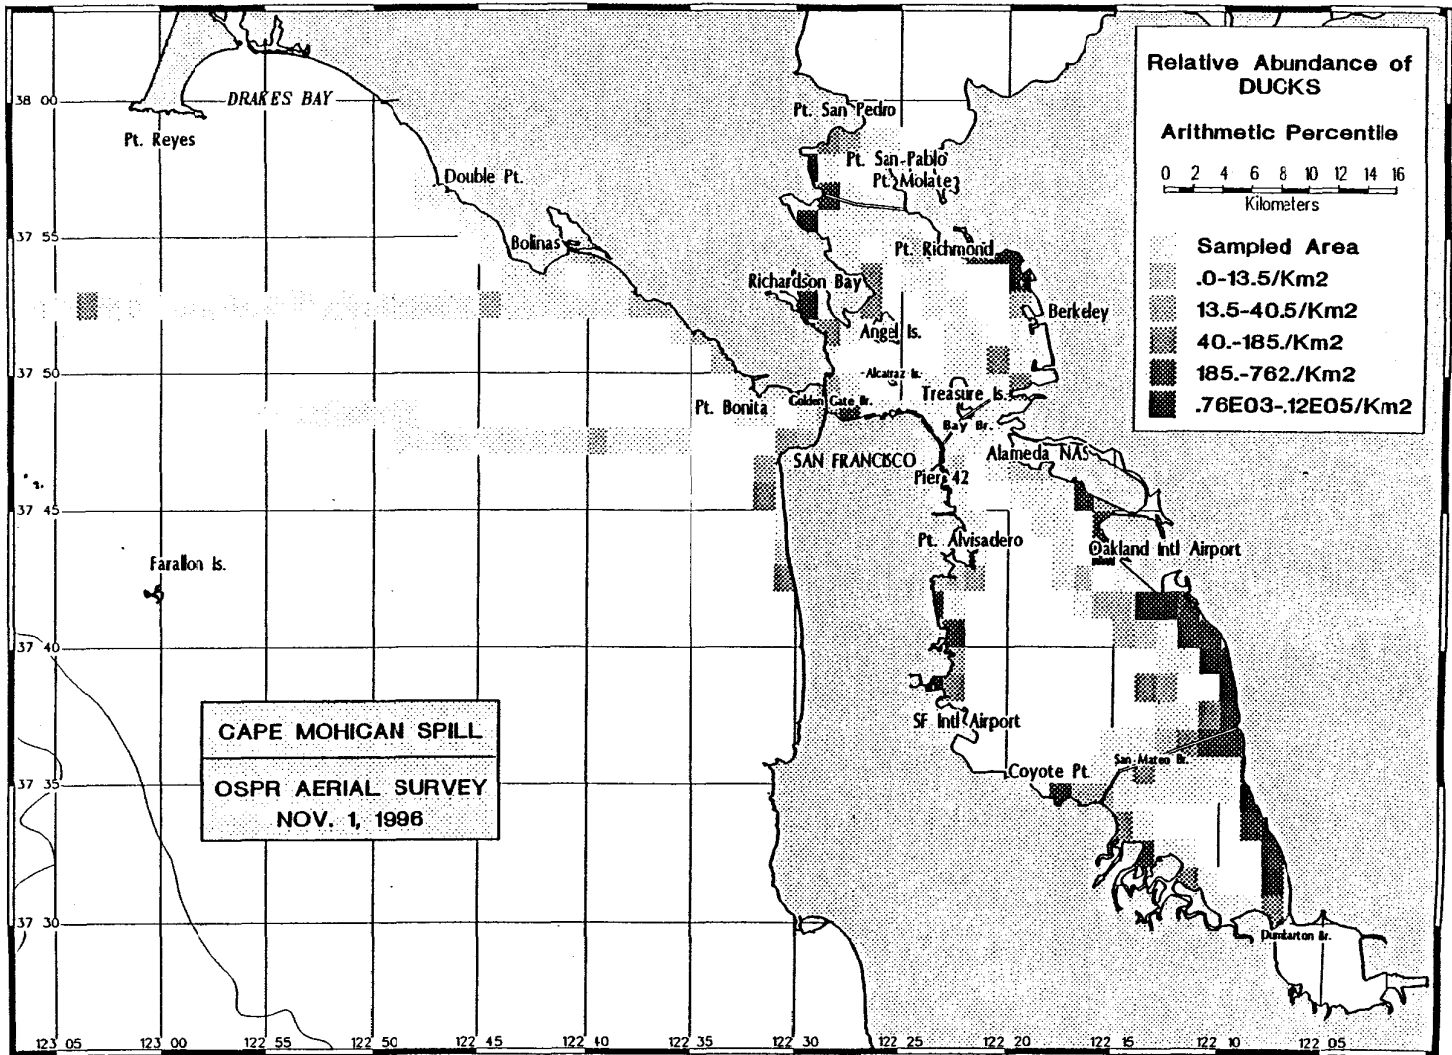 Relative Abundance of
DUCKS
Arithmetic Percentile
0 2 4 6 8 10 12 14 16
Kilometers
Sampled Area
.0-13.5/Km2
13.5-40.5/Km2
40.-185./Km2
185.-762./Km2
.76E03-.12E05/Km2
38 00
DRAKES BAY
Pt. Reyes
Pt. San Pedro
Pt. San Pablo
Pt. Molate
Double Pt.
37 55
Bolinas
Pt. Richmond
Richardson Bay
Berkeley
Angel Is.
37 50
Alcatraz Is.
Treasure Is.
Pt. Bonita
Golden Gate Br.
Bay Br.
SAN FRANCISCO
Alameda NAS
Pier 42
37 45
Pt. Alvisadero
Oakland Intl Airport
Farallon Is.
37 40
SF Intl Airport
CAPE MOHICAN SPILL
OSPR AERIAL SURVEY
NOV. 1, 1996
San Mateo Br.
Coyote Pt.
37 35
37 30
Dumbarton Br.
123 05 123 00 122 55 122 50 122 45 122 40 122 35 122 30 122 25 122 20 122 15 122 10 122 05